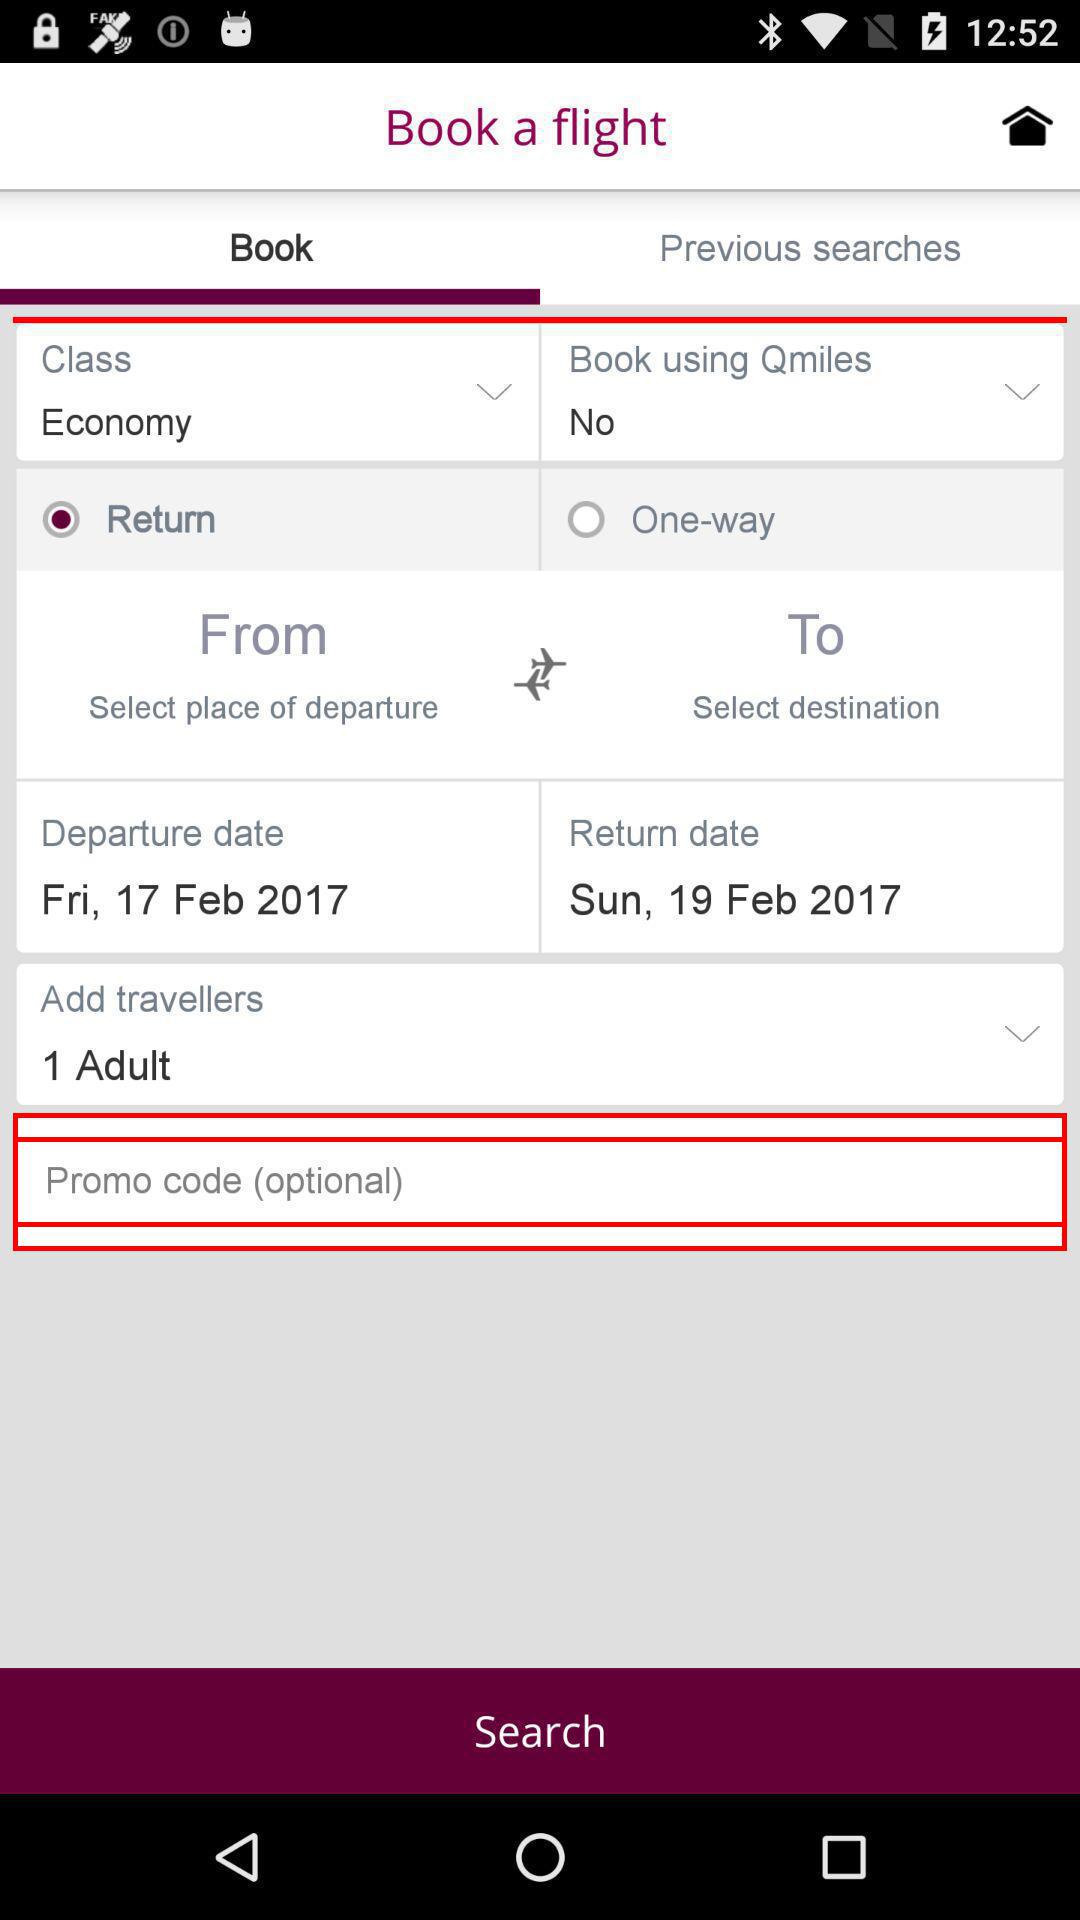 FAKE
12:52
Book a flight
Book
Previous searches
Class
Economy
Book using Qmiles
No
Return
One-way
From
Select place of departure
To
Select destination
Departure date
Fri, 17 Feb 2017
Return date
Sun, 19 Feb 2017
Add travellers
1 Adult
Promo code (optional)
Search